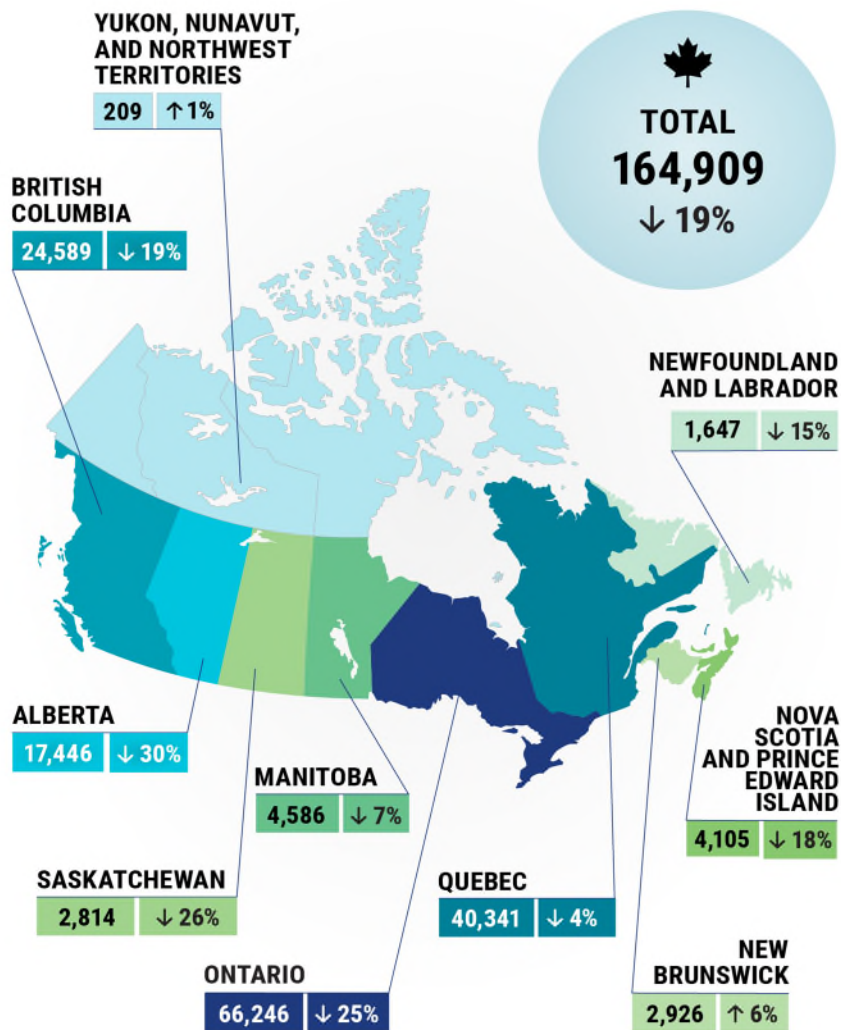 YUKON, NUNAVUT,
AND NORTHWEST
TERRITORIES
209 ↑ 1%
TOTAL
164,909
↓ 19%
BRITISH
COLUMBIA
24,589 ↓ 19%
NEWFOUNDLAND
AND LABRADOR
1,647 ↓ 15%
ALBERTA
17,446 ↓ 30%
MANITOBA
4,586 ↓ 7%
NOVA
SCOTIA
AND PRINCE
EDWARD
ISLAND
4,105 ↓ 18%
SASKATCHEWAN
2,814 ↓ 26%
QUEBEC
40,341 ↓ 4%
ONTARIO
66,246 ↓ 25%
NEW
BRUNSWICK
2,926 ↑ 6%